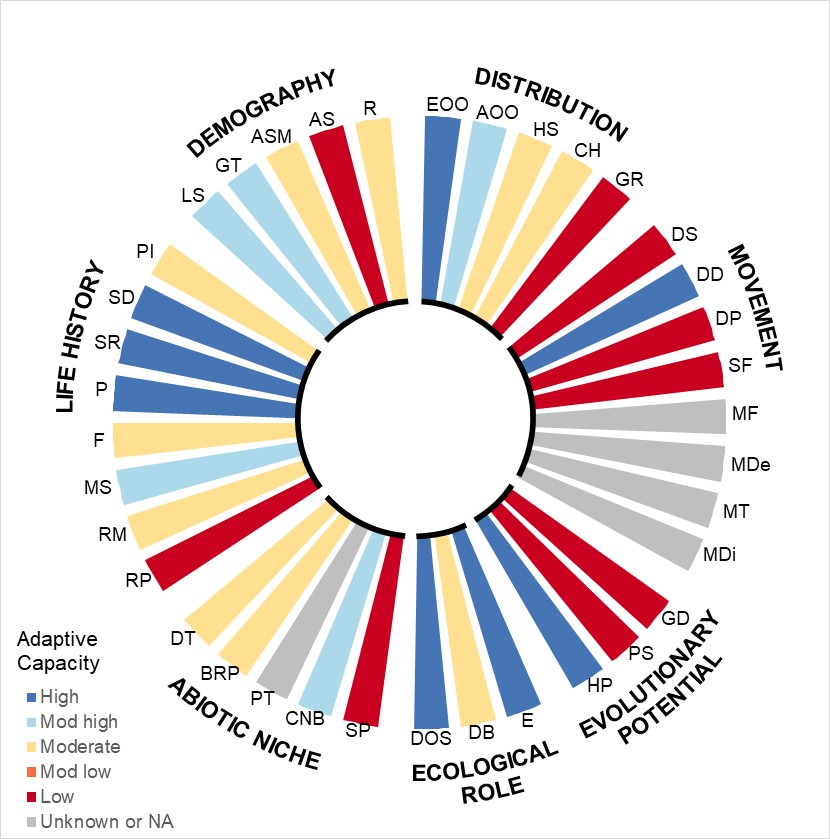 DISTRIBUTION
EOO
AOO
HS
CH
GR
MOVEMENT
DS
DD
DP
SF
MF
MDe
MT
MDi
EVOLUTIONARY
POTENTIAL
GD
PS
HP
ECOLOGICAL
ROLE
E
DB
DOS
ABIOTIC NICHE
SP
CNB
PT
BRP
DT
LIFE HISTORY
RP
RM
MS
F
P
SR
SD
PI
DEMOGRAPHY
LS
GT
ASM
AS
R
Adaptive
Capacity
High
Mod high
Moderate
Mod low
Low
Unknown or NA